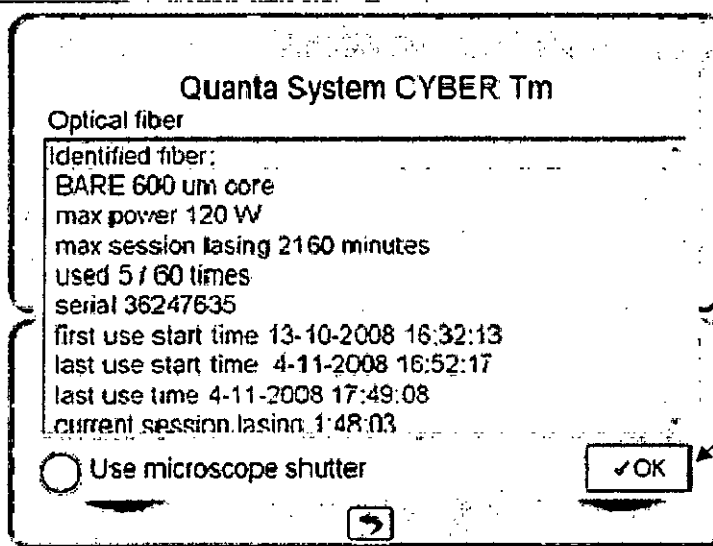 Quanta System CYBER Tm
Optical fiber
Identified fiber:
BARE 600 um core
max power 120 W
max session lasing 2160 minutes
used 5 / 60 times
serial 36247635
first use start time 13-10-2008 16:32:13
last use start time 4-11-2008 16:52:17
last use time 4-11-2008 17:49:08
current session lasing 1:48:03
Use microscope shutter
✓OK